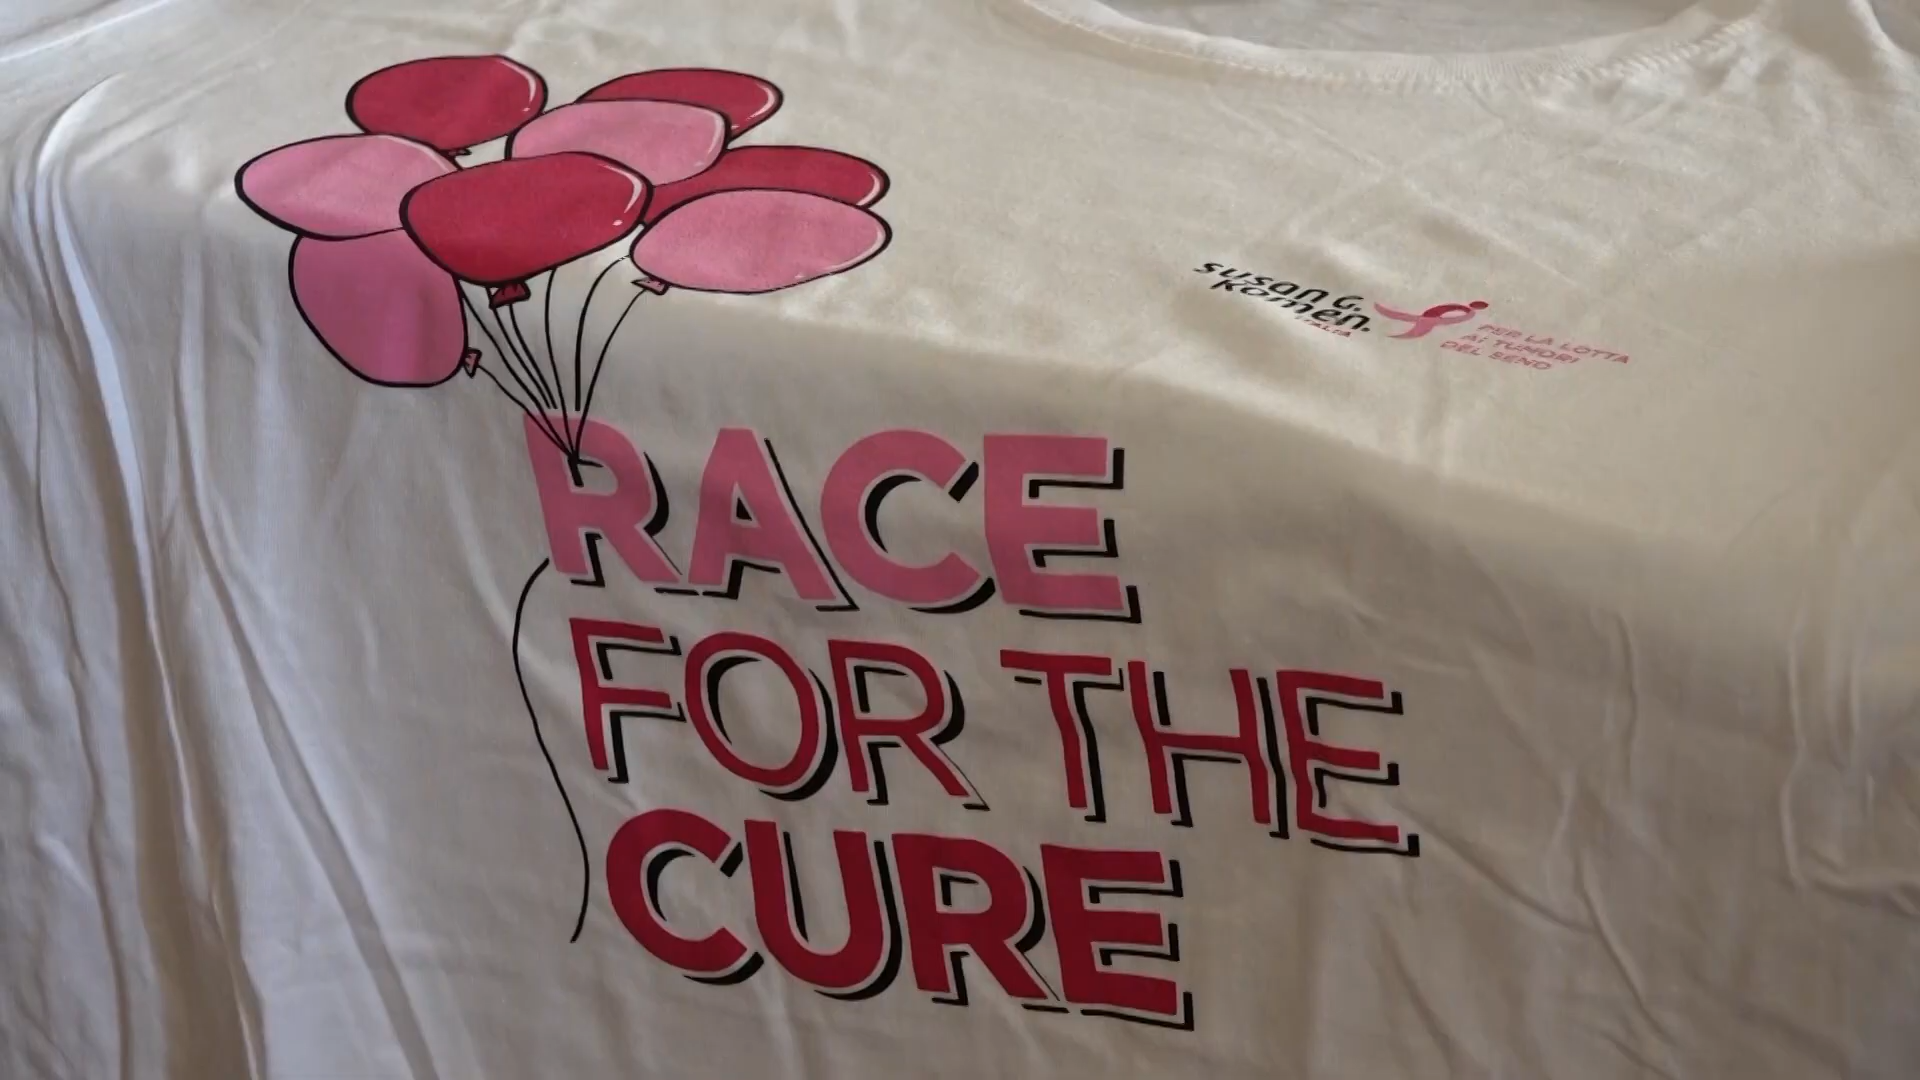 susan G.
Komen.
ITALIA
PER LA LOTTA
AI TUMORI
DEL SENO
RACE
FOR THE
CURE